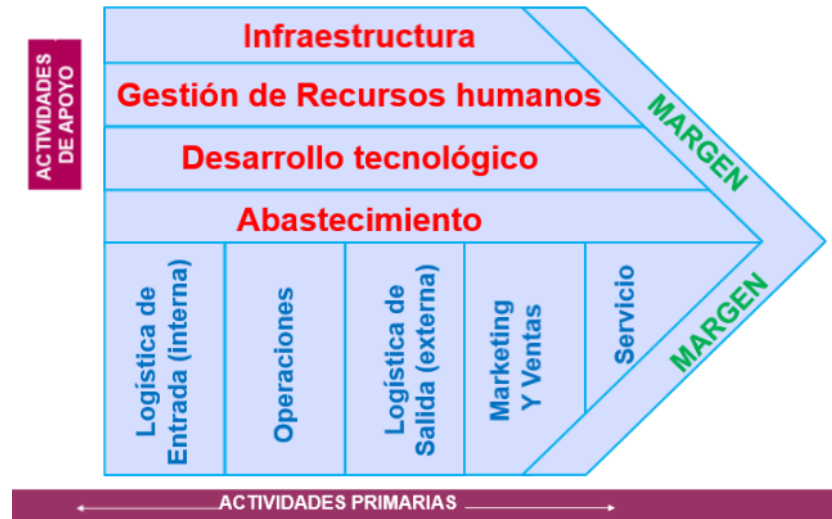 ACTIVIDADES
DE APOYO
Infraestructura
Gestión de Recursos humanos
Desarrollo tecnológico
Abastecimiento
MARGEN
MARGEN
Logística de
Entrada (interna)
Operaciones
Logística de
Salida (externa)
Marketing
Y Ventas
Servicio
ACTIVIDADES PRIMARIAS